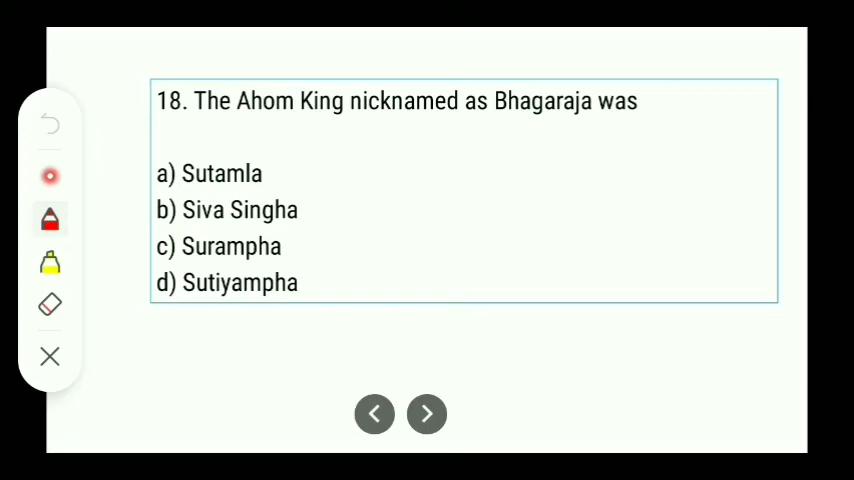 18. The Ahom King nicknamed as Bhagaraja was
a) Sutamla
b) Siva Singha
c) Surampha
d) Sutiyampha